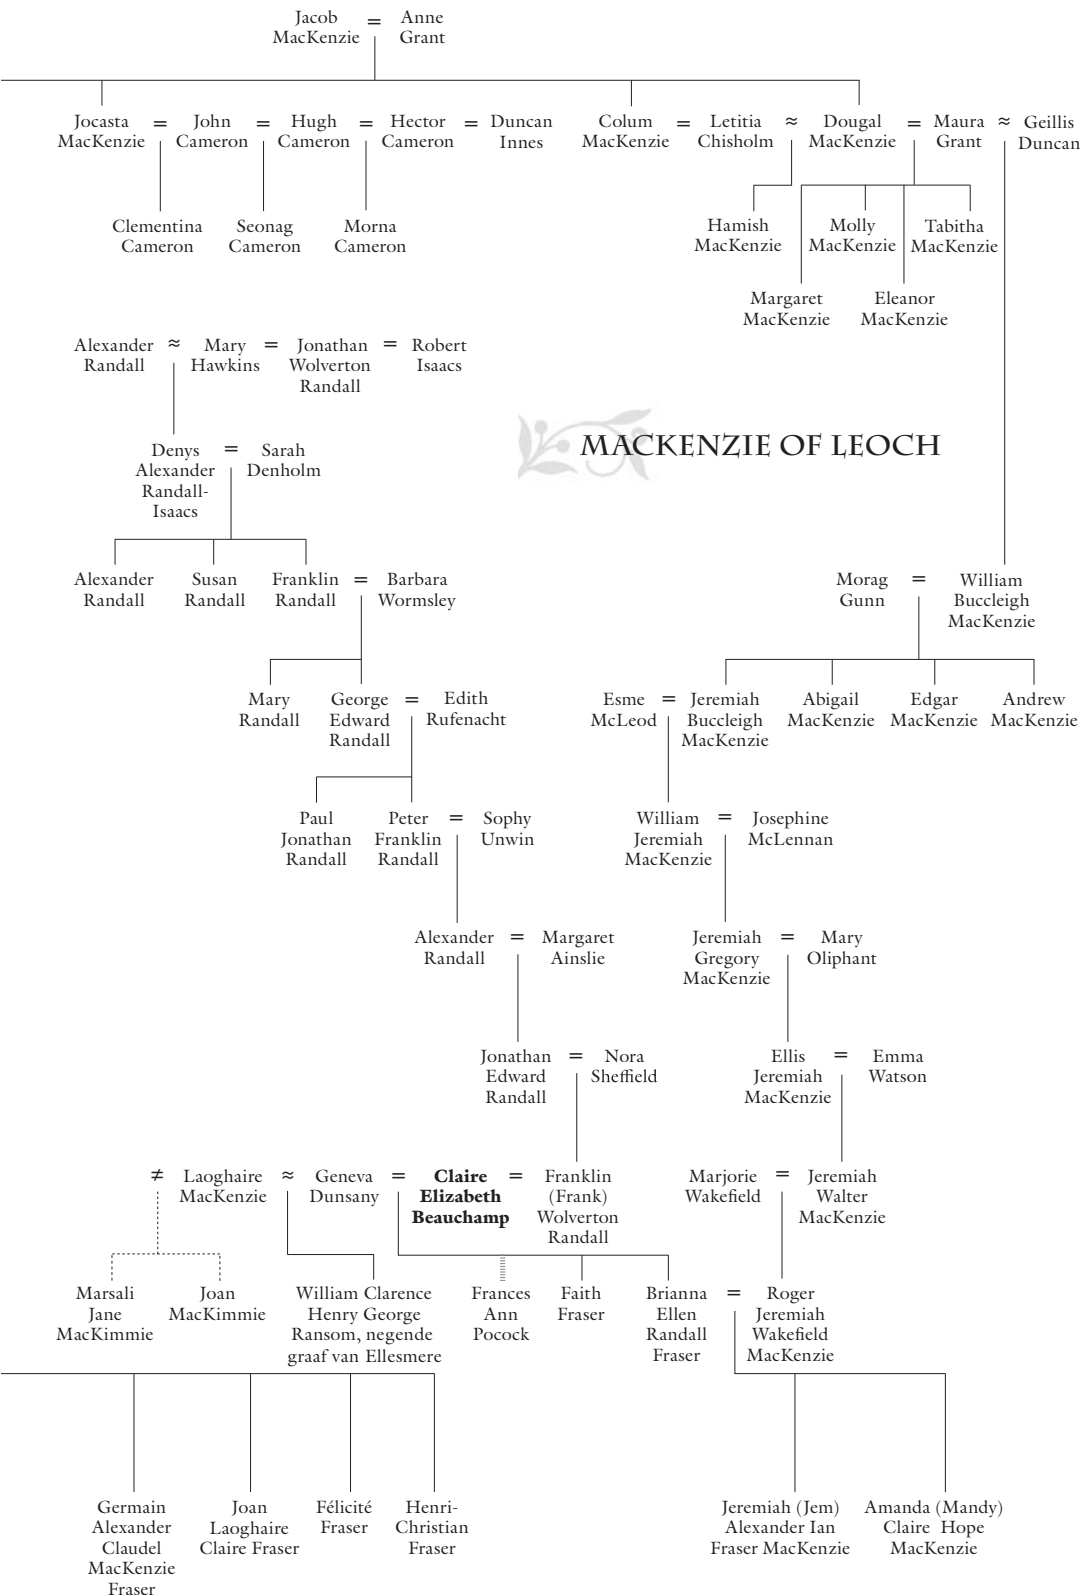 Jacob
MacKenzie
=
Anne
Grant
Jocasta
MacKenzie
=
John
Cameron
=
Hugh
Cameron
=
Hector
Cameron
=
Duncan
Innes
Colum
MacKenzie
=
Letitia
Chisholm
≈
Dougal
MacKenzie
=
Maura
Grant
≈
Geillis
Duncan
Clementina
Cameron
Seonag
Cameron
Morna
Cameron
Hamish
MacKenzie
Molly
MacKenzie
Tabitha
MacKenzie
Margaret
MacKenzie
Eleanor
MacKenzie
Alexander
Randall
≈
Mary
Hawkins
=
Jonathan
Wolverton
Randall
=
Robert
Isaacs
MACKENZIE OF LEOCH
Denys
Alexander
Randall-
Isaacs
=
Sarah
Denholm
Alexander
Randall
Susan
Randall
Franklin
Randall
=
Barbara
Wormsley
Morag
Gunn
=
William
Buccleigh
MacKenzie
Mary
Randall
George
Edward
Randall
=
Edith
Rufenacht
Esme
McLeod
=
Jeremiah
Buccleigh
MacKenzie
Abigail
MacKenzie
Edgar
MacKenzie
Andrew
MacKenzie
Paul
Jonathan
Randall
Peter
Franklin
Randall
=
Sophy
Unwin
William
Jeremiah
MacKenzie
=
Josephine
McLennan
Alexander
Randall
=
Margaret
Ainslie
Jeremiah
Gregory
MacKenzie
=
Mary
Oliphant
Jonathan
Edward
Randall
=
Nora
Sheffield
Ellis
Jeremiah
MacKenzie
=
Emma
Watson
≠
Laoghaire
MacKenzie
≈
Geneva
Dunsany
=
Claire
Elizabeth
Beauchamp
=
Franklin
(Frank)
Wolverton
Randall
Marjorie
Wakefield
=
Jeremiah
Walter
MacKenzie
Marsali
Jane
MacKimmie
Joan
MacKimmie
William Clarence
Henry George
Ransom, negende
graaf van Ellesmere
Frances
Ann
Pocock
Faith
Fraser
Brianna
Ellen
Randall
Fraser
=
Roger
Jeremiah
Wakefield
MacKenzie
Germain
Alexander
Claudel
MacKenzie
Fraser
Joan
Laoghaire
Claire Fraser
Félicité
Fraser
Henri-
Christian
Fraser
Jeremiah (Jem)
Alexander Ian
Fraser MacKenzie
Amanda (Mandy)
Claire Hope
MacKenzie